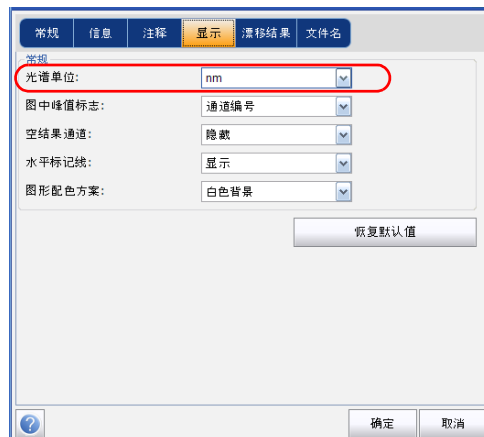 常规 信息 注释 显示 漂移结果 文件名
常规
光谱单位: nm
图中峰值标志: 通道编号
空结果通道: 隐藏
水平标记线: 显示
图形配色方案: 白色背景
恢复默认值
? 确定 取消